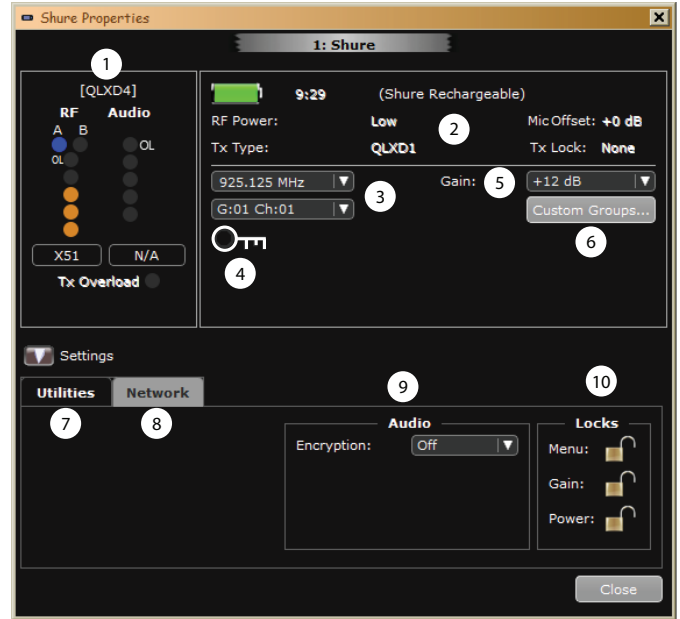 Shure Properties
1: Shure
1
[QLXD4]
RF Audio
A B
OL
OL
X51 N/A
Tx Overload
9:29 (Shure Rechargeable)
RF Power: Low 2 Mic Offset: +0 dB
Tx Type: QLXD1 Tx Lock: None
925.125 MHz 3 Gain: 5 +12 dB
G:01 Ch:01 Custom Groups...
4 6
Settings
Utilities Network 9 10
7 8
Audio Locks
Encryption: Off Menu:
Gain:
Power:
Close